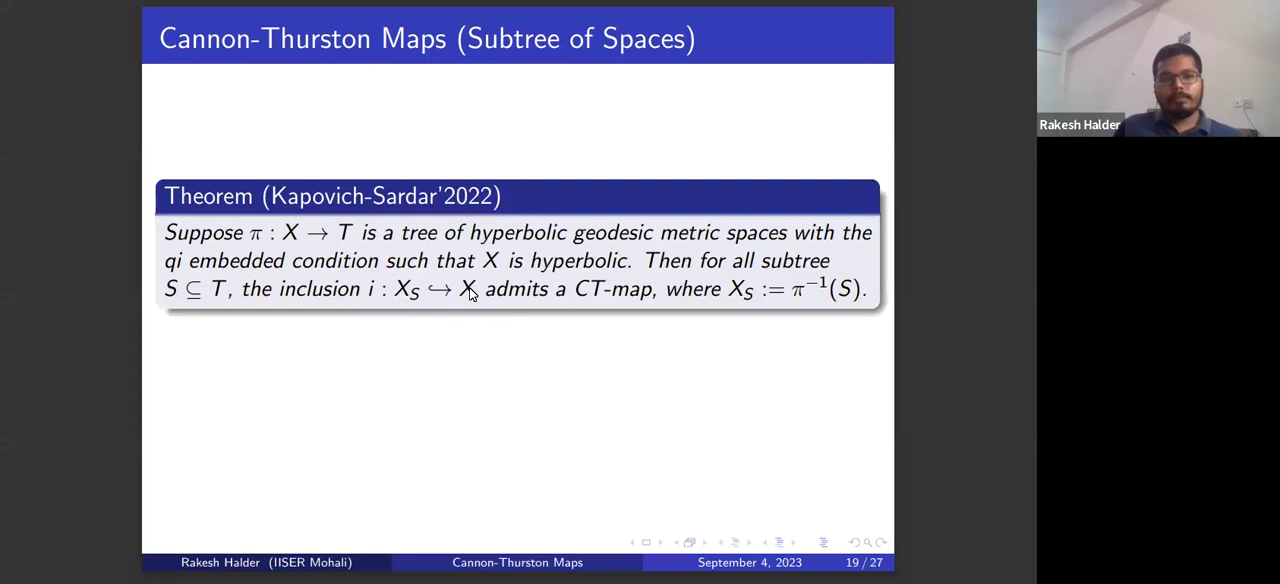 Cannon-Thurston Maps (Subtree of Spaces)
Theorem (Kapovich-Sardar'2022)
Suppose π : X → T is a tree of hyperbolic geodesic metric spaces with the
qi embedded condition such that X is hyperbolic. Then for all subtree
S ⊆ T, the inclusion i : X_S ↪ X admits a CT-map, where X_S := π⁻¹(S).
Rakesh Halder (IISER Mohali)
Cannon-Thurston Maps
September 4, 2023
19 / 27
Rakesh Halder